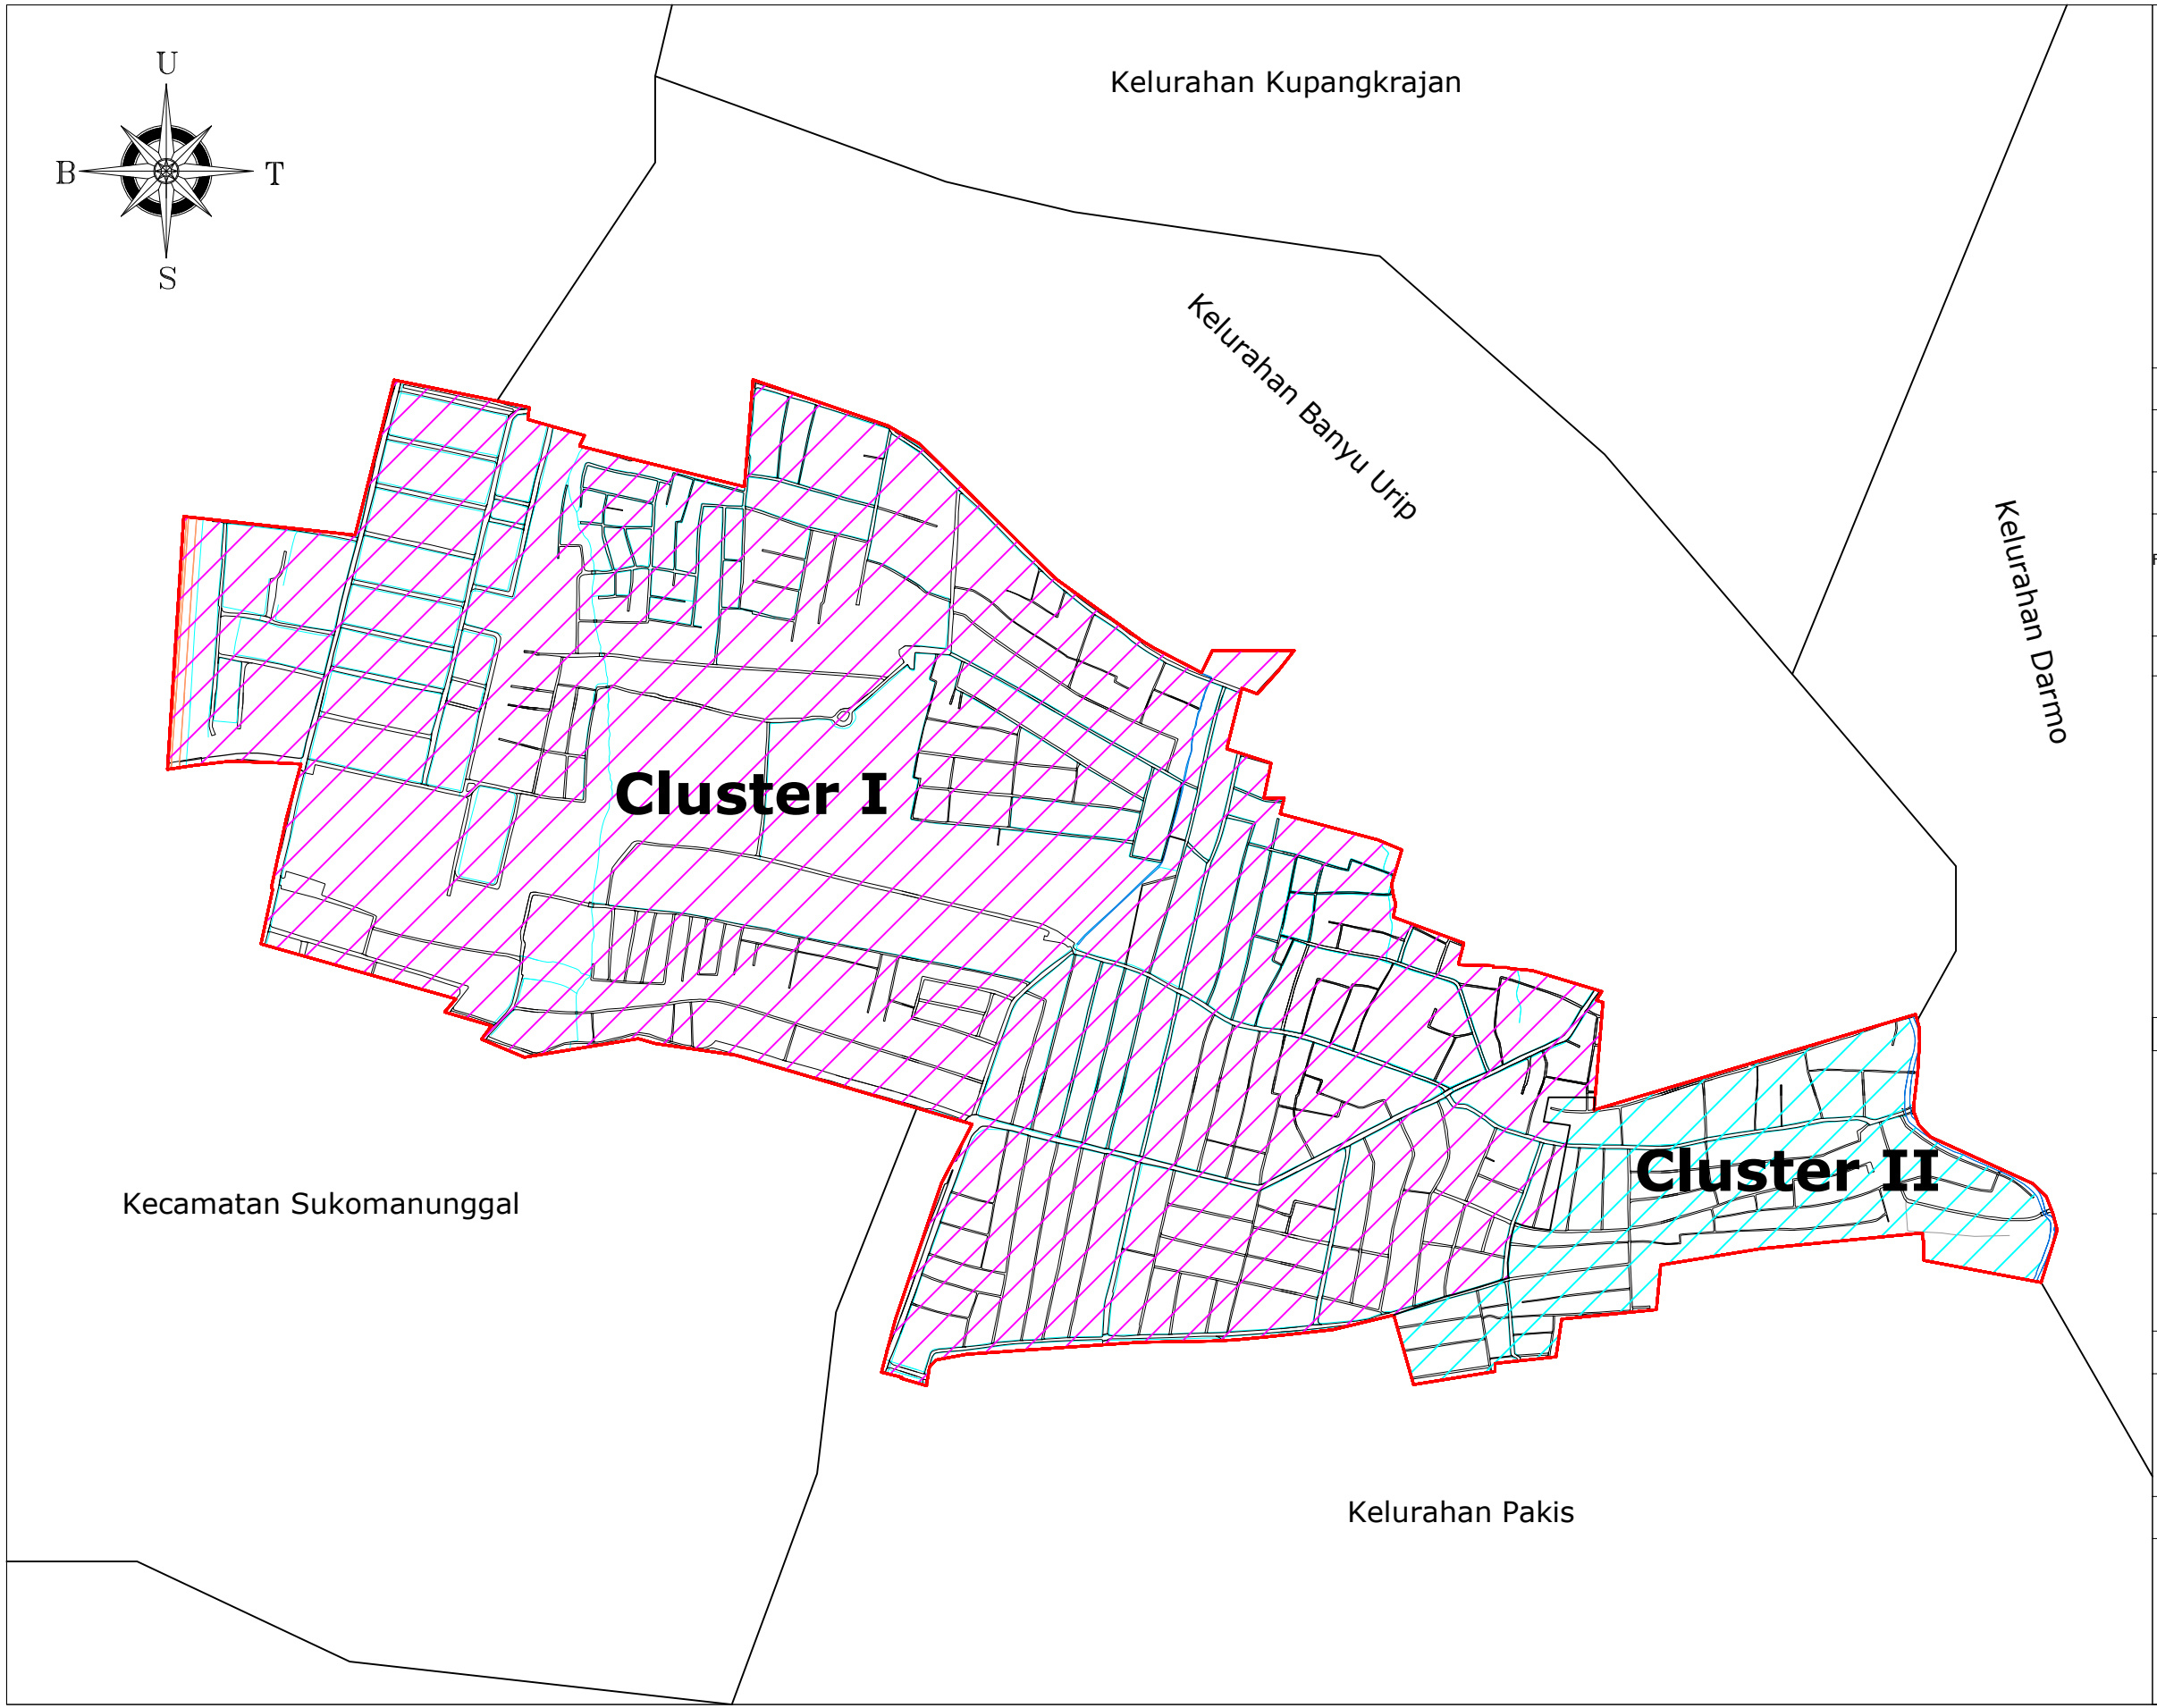 U
B T
S
Kelurahan Kupangkrajan
Kelurahan Banyu Urip
Kelurahan Darmo
Cluster I
Cluster II
Kecamatan Sukomanunggal
Kelurahan Pakis